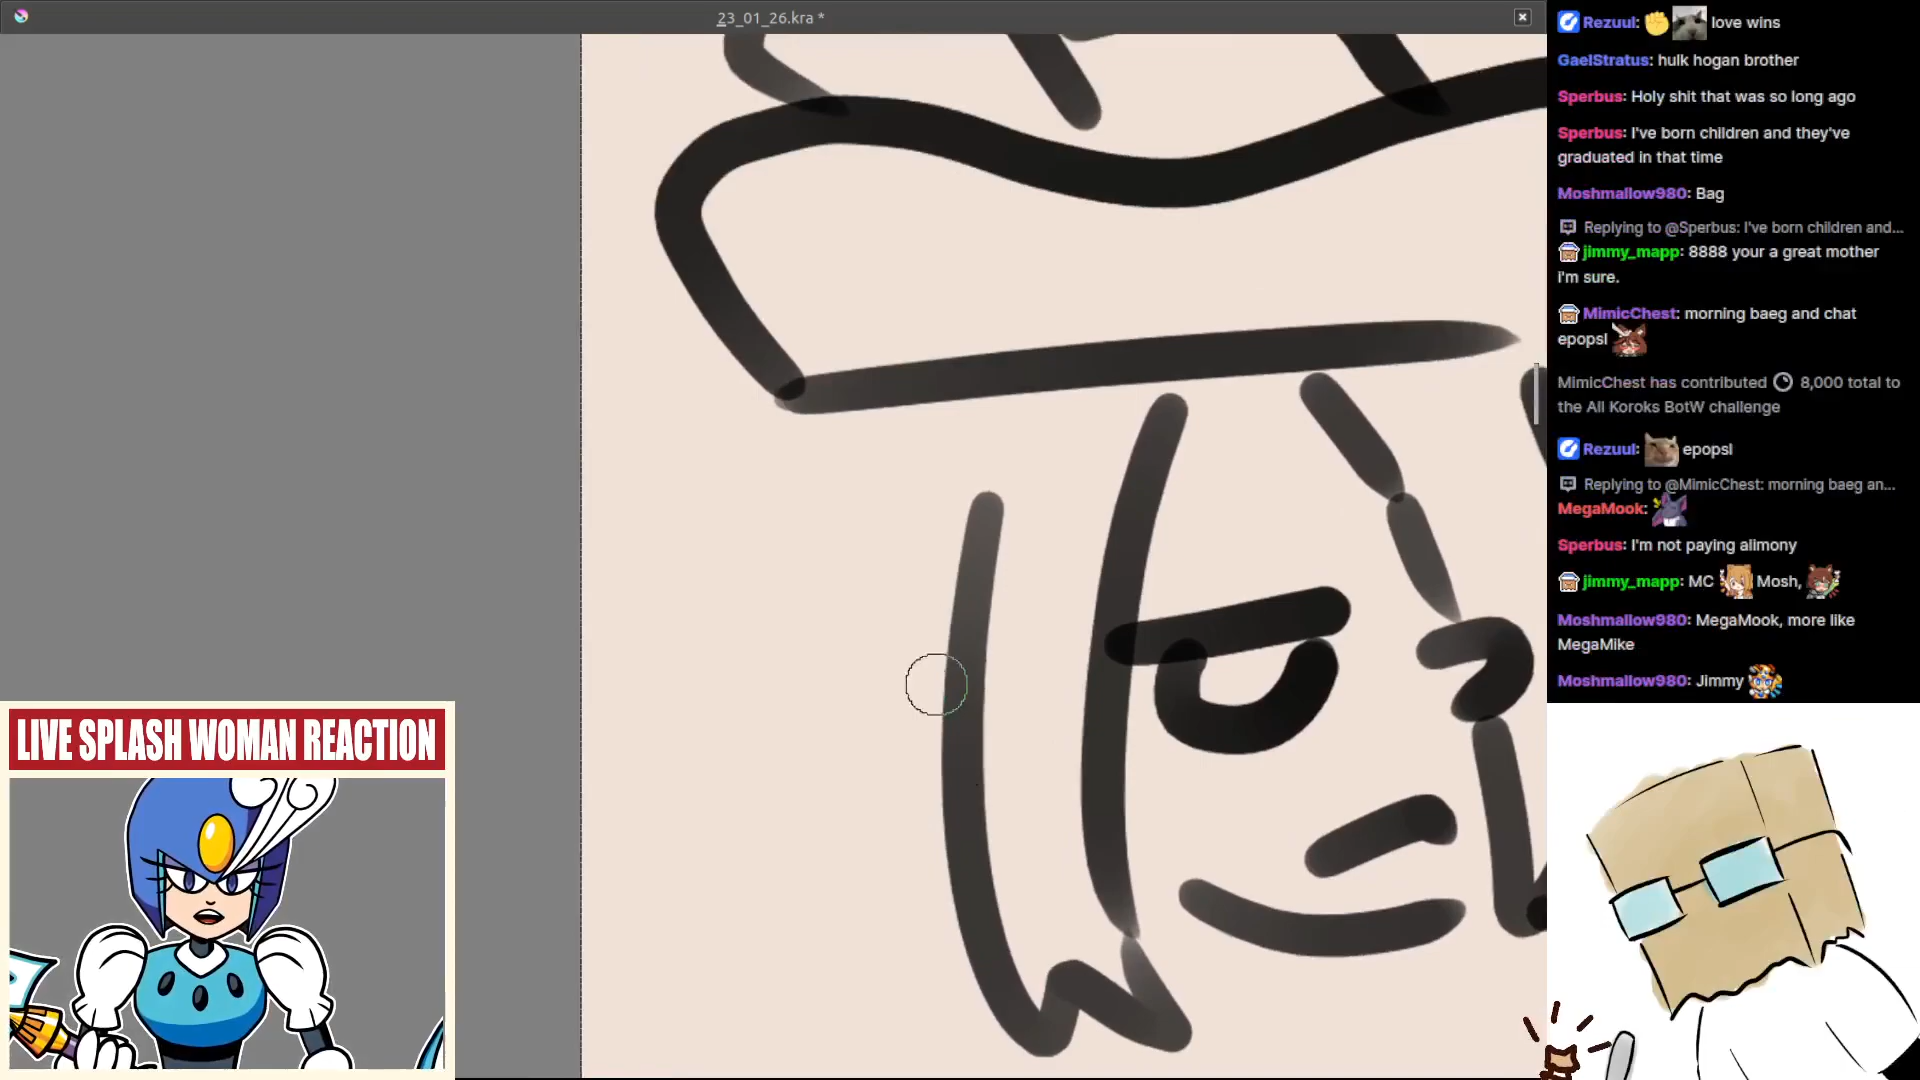 23_01_26.kra *
Rezuul: love wins
GaelStratus: hulk hogan brother
Sperbus: Holy shit that was so long ago
Sperbus: I've born children and they've
graduated in that time
Moshmallow980: Bag
Replying to @Sperbus: I've born children and...
jimmy_mapp: 8888 your a great mother
I'm sure.
MimicChest: morning baeg and chat
epopsl
MimicChest has contributed 8,000 total to
the All Koroks BotW challenge
Rezuul: epopsl
Replying to @MimicChest: morning baeg an...
MegaMook:
Sperbus: I'm not paying alimony
jimmy_mapp: MC Mosh,
Moshmallow980: MegaMook, more like
MegaMike
Moshmallow980: Jimmy
LIVE SPLASH WOMAN REACTION